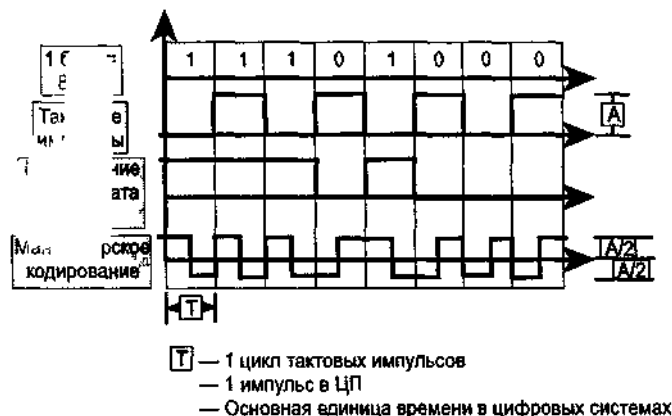 1 1 1 0 1 0 0 0
A
кодирование
A/2
A/2
T
T — 1 цикл тактовых импульсов
— 1 импульс в ЦП
— Основная единица времени в цифровых системах